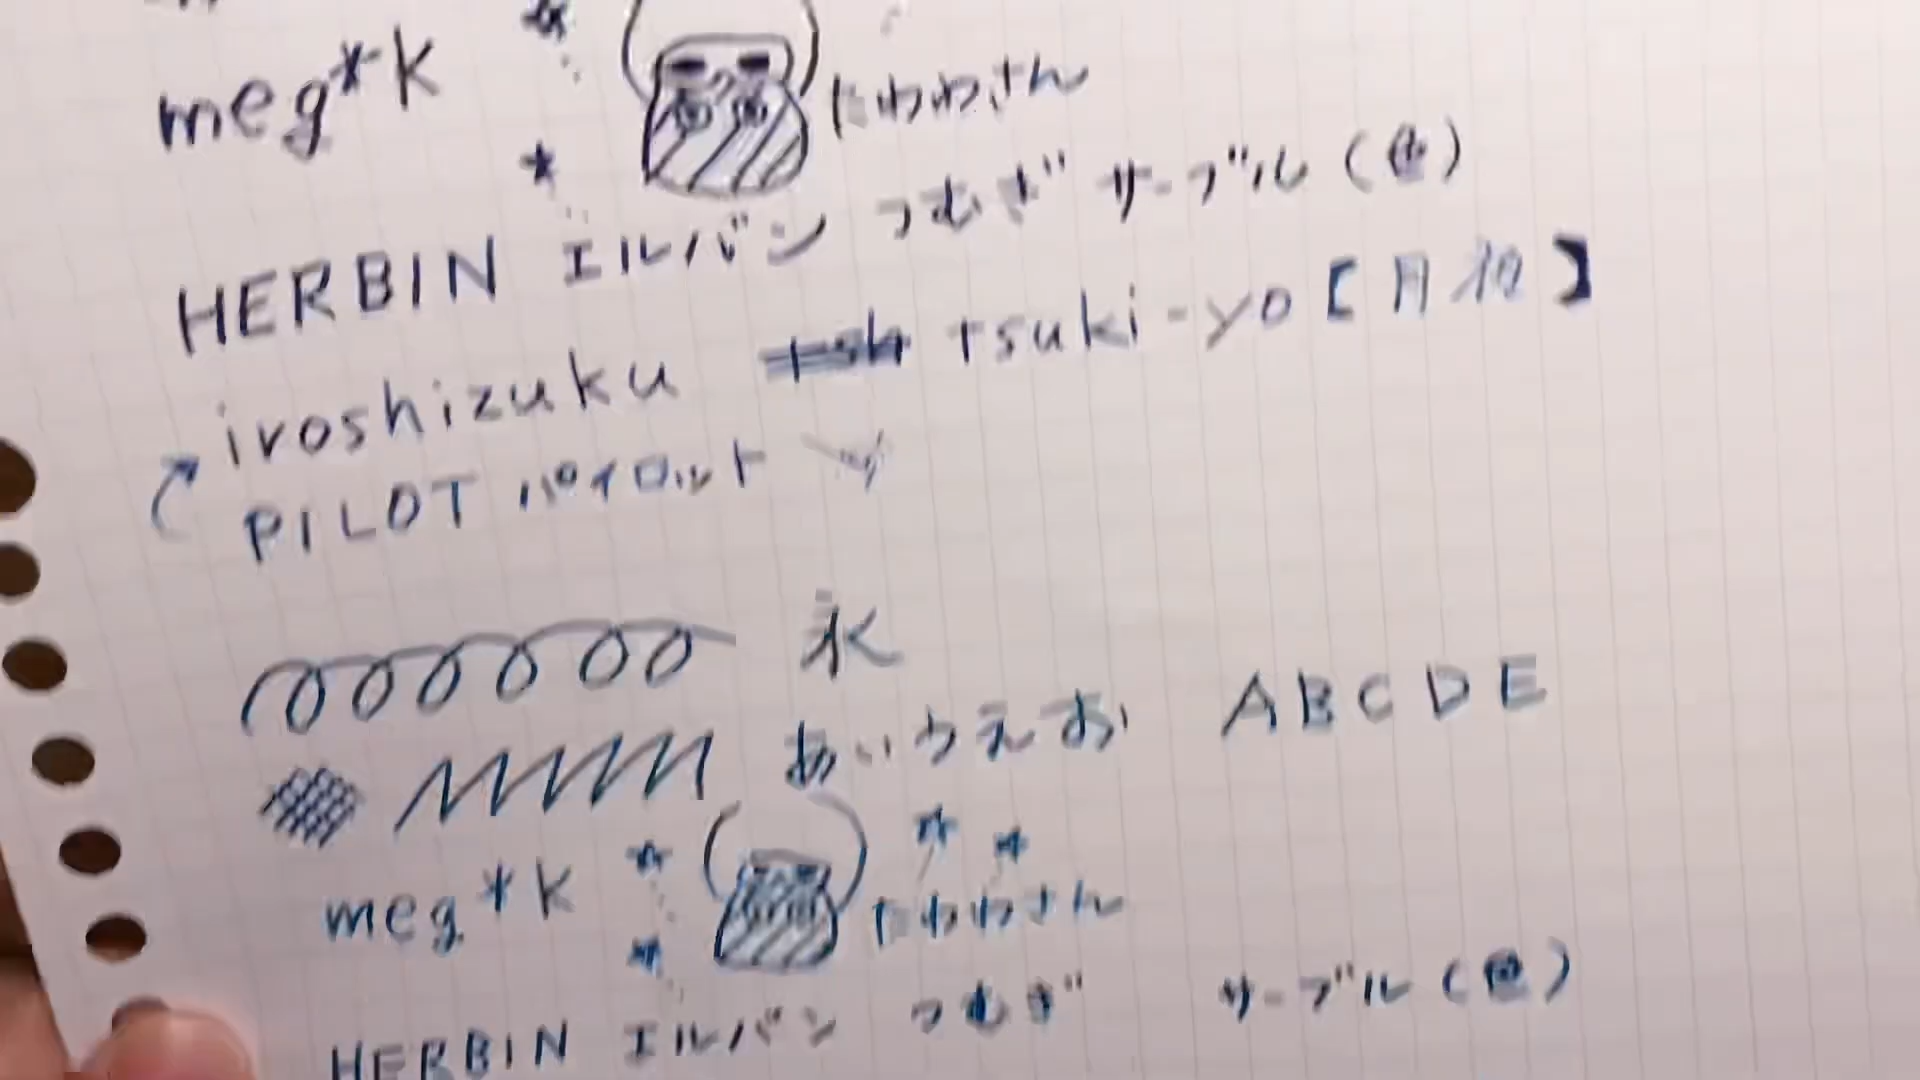 meg*k たわわさん
HERBIN エルバン つむぎ サーブル (色)
iroshizuku tsuki-yo【月夜】
PILOT パイロット
永
あいうえお ABCDE
meg*k たわわさん
HERBIN エルバン つむぎ サーブル (色)